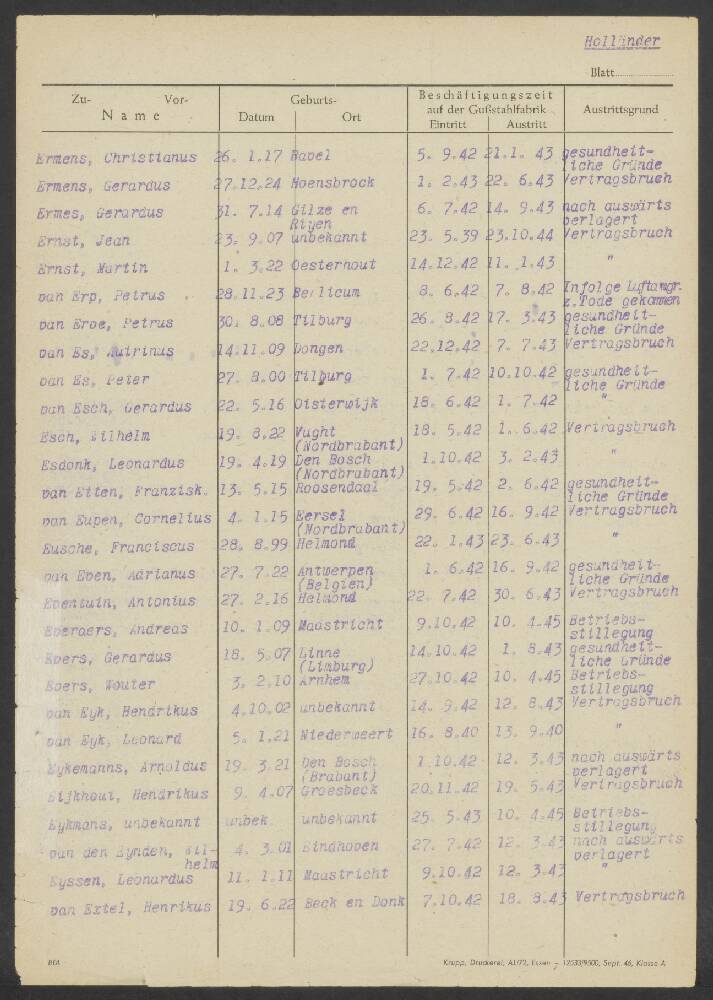 Holländer
Blatt
Zu- Vor- Geburts- Beschäftigungszeit
Name Datum Ort auf der Gußstahlfabrik Austrittsgrund
Eintritt Austritt
Ermens, Christianus 26. 1.17 Bavel 5. 9.42 21.1. 43 gesundheit-
liche Gründe
Ermens, Gerardus 27.12.24 Hoensbrock 1. 2.43 22. 6.43 Vertragsbruch
Ermes, Gerardus 31. 7.14 Gilze en 6. 7.42 14. 9.43 nach auswärts
Riyen verlagert
Ernst, Jean 23. 9.07 unbekannt 23. 5.39 23.10.44 Vertragsbruch
Ernst, Martin 1. 3.22 Oesterhout 14.12.42 11. 1.43 "
van Erp, Petrus 28.11.23 Berlicum 8. 6.42 7. 8.42 Infolge Luftangr.
z.Tode gekommen
van Erve, Petrus 30. 8.08 Tilburg 26. 8.42 17. 3.43 gesundheit-
liche Gründe
van Es, Autrinus 14.11.09 Dongen 22.12.42 7. 7.43 Vertragsbruch
van Es, Peter 27. 8.00 Tilburg 1. 7.42 10.10.42 gesundheit-
liche Gründe
van Esch, Gerardus 22. 5.16 Oisterwijk 18. 6.42 1. 7.42 "
Esch, Wilhelm 19. 8.22 Vught 18. 5.42 1. 6.42 Vertragsbruch
(Nordbrabant)
Esdonk, Leonardus 19. 4.19 Den Bosch 1.10.42 3. 2.43 "
(Nordbrabant)
van Etten, Franzisk. 13. 5.15 Roosendaal 19. 5.42 2. 6.42 gesundheit-
liche Gründe
van Eupen, Cornelius 4. 1.15 Eersel 29. 6.42 16. 9.42 Vertragsbruch
(Nordbrabant)
Eusche, Franciscus 28. 8.99 Helmond 22. 1.43 23. 6.43 "
van Even, Adrianus 27. 7.22 Antwerpen 1. 6.42 16. 9.42 gesundheit-
(Belgien) liche Gründe
Eventuin, Antonius 27. 2.16 Helmond 22. 7.42 30. 6.43 Vertragsbruch
Everaers, Andreas 10. 1.09 Maastricht 9.10.42 10. 4.45 Betriebs-
stillegung
Evers, Gerardus 18. 5.07 Linne 14.10.42 1. 8.43 gesundheit-
(Limburg) liche Gründe
Evers, Wouter 3. 2.10 Arnhem 27.10.42 10. 4.45 Betriebs-
stillegung
van Eyk, Hendrikus 4.10.02 unbekannt 14. 9.42 12. 8.43 Vertragsbruch
van Eyk, Leonard 5. 1.21 Niederweert 16. 8.40 13. 9.40 "
Eykemanns, Arnoldus 19. 3.21 Den Bosch 1.10.42 12. 3.43 nach auswärts
(Brabant) verlagert
Eijkhout, Hendrikus 9. 4.07 Groesbeck 20.11.42 19. 5.43 Vertragsbruch
Eykmans, unbekannt unbek. unbekannt 25. 5.43 10. 4.45 Betriebs-
stillegung
van den Eynden, Wil- 4. 3.01 Eindhoven 27. 7.42 12. 3.43 nach auswärts
helm verlagert
Eyssen, Leonardus 11. 1.11 Maastricht 9.10.42 12. 3.43 "
van Extel, Henrikus 19. 6.22 Beek en Donk 7.10.42 18. 8.43 Vertragsbruch
BFA Krupp, Druckerei, A1/72, Essen – 12033/9500, Sept. 46, Klasse A